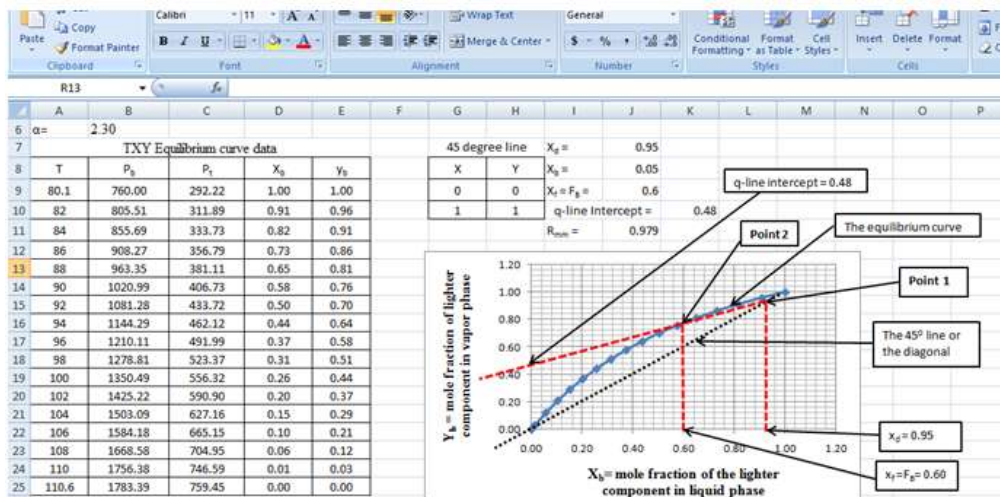 Paste
Copy
Format Painter
Clipboard
Calibri 11 A A
B I U A
Font
Wrap Text
Merge & Center
Alignment
General
$ % ,
Number
Conditional Formatting
Format as Table
Cell Styles
Styles
Insert Delete Format
Cells
R13 fx
A B C D E F G H I J K L M N O P
6 α= 2.30
7 TXY Equilibrium curve data 45 degree line Xd = 0.95
8 T Pb Pt Xb yb X Y XB = 0.05
9 80.1 760.00 292.22 1.00 1.00 0 0 Xf = FB = 0.6
10 82 805.51 311.89 0.91 0.96 1 1 q-line Intercept = 0.48
11 84 855.69 333.73 0.82 0.91 Rmin = 0.979
12 86 908.27 356.79 0.73 0.86
13 88 963.35 381.11 0.65 0.81
14 90 1020.99 406.73 0.58 0.76
15 92 1081.28 433.72 0.50 0.70
16 94 1144.29 462.12 0.44 0.64
17 96 1210.11 491.99 0.37 0.58
18 98 1278.81 523.37 0.31 0.51
19 100 1350.49 556.32 0.26 0.44
20 102 1425.22 590.90 0.20 0.37
21 104 1503.09 627.16 0.15 0.29
22 106 1584.18 665.15 0.10 0.21
23 108 1668.58 704.95 0.06 0.12
24 110 1756.38 746.59 0.01 0.03
25 110.6 1783.39 759.45 0.00 0.00
q-line intercept = 0.48
Point 2
The equilibrium curve
Point 1
The 45⁰ line or
the diagonal
xd = 0.95
xf=FB= 0.60
Yb = mole fraction of lighter
component in vapor phase
1.20
1.00
0.80
0.60
0.40
0.20
0.00
0.00 0.20 0.40 0.60 0.80 1.00 1.20
Xb= mole fraction of the lighter
component in liquid phase